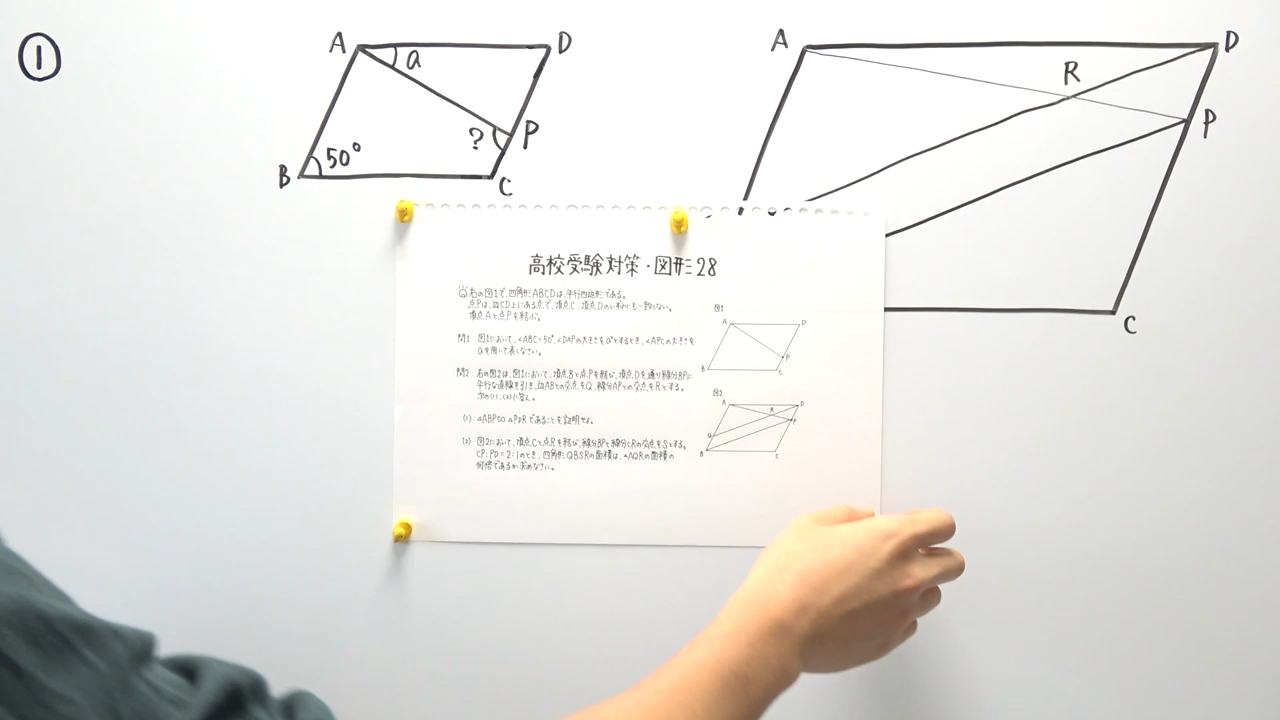 ①
A
D
a
P
?
50°
B
C
A
D
R
P
C
高校受験対策・図形28
Q 右の図1で、四角形ABCDは、平行四辺形である。
点Pは、辺CD上にある点で、頂点C、頂点Dのいずれにも一致しない。
頂点Aと点Pを結ぶ。
問1 図1において、∠ABC=50°、∠DAPの大きさをa°とするとき、∠APCの大きさを
aを用いて表しなさい。
問2 右の図2は、図1において、頂点Bと点Pを結び、頂点Dを通り線分BPに
平行な直線を引き、辺ABとの交点をQ、線分APとの交点をRとする。
次の(1)、(2)に答え。
(1) △ABP∽△PDRであることを証明せよ。
(2) 図2において、頂点Cと点Rを結び、線分BPと線分CRの交点をSとする。
CP:PD=2:1のとき、四角形QBSRの面積は、△AQRの面積の
何倍であるか求めなさい。
図1
A
D
P
B
C
図2
A
D
R
P
Q
B
C